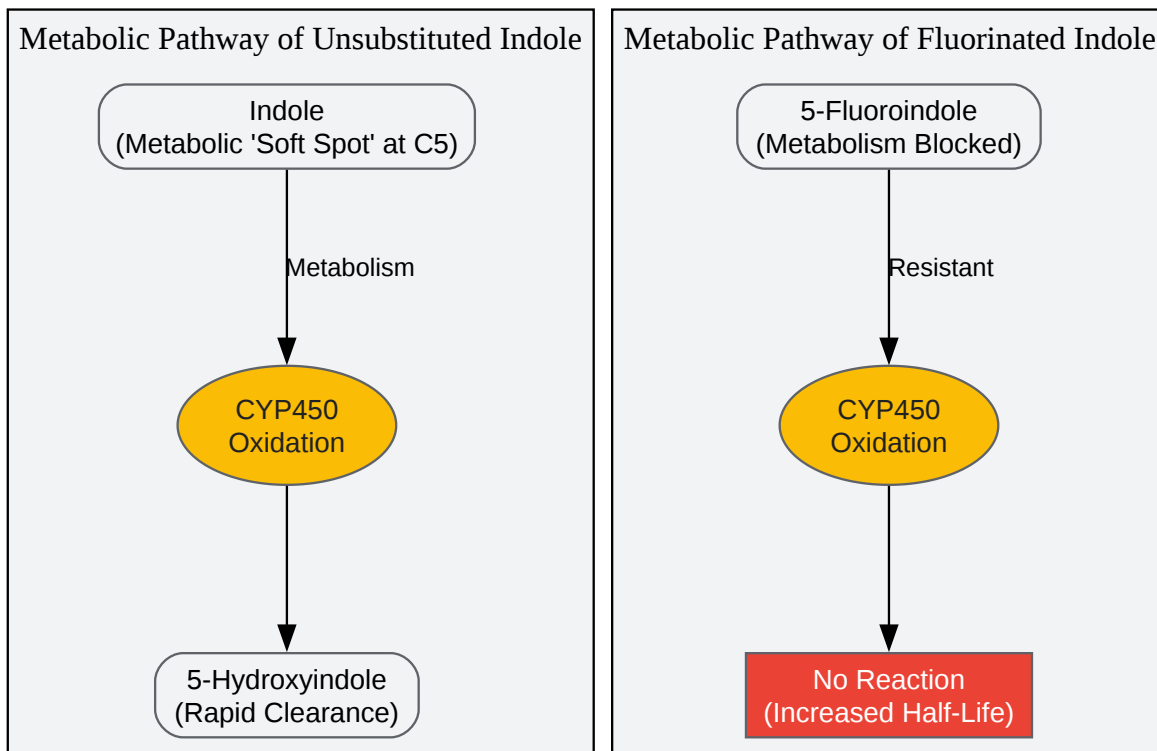 Metabolic Pathway of Unsubstituted Indole
Indole
(Metabolic 'Soft Spot' at C5)
Metabolism
CYP450
Oxidation
5-Hydroxyindole
(Rapid Clearance)
Metabolic Pathway of Fluorinated Indole
5-Fluoroindole
(Metabolism Blocked)
Resistant
CYP450
Oxidation
No Reaction
(Increased Half-Life)